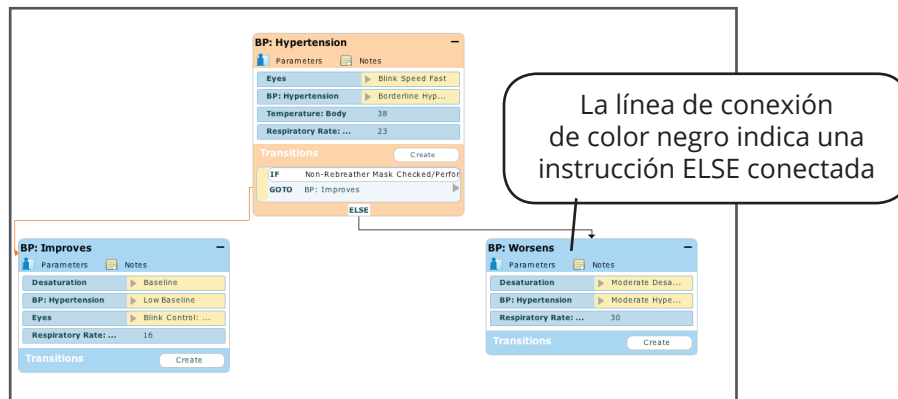 BP: Hypertension
Parameters Notes
Eyes Blink Speed Fast
BP: Hypertension Borderline Hyp...
Temperature: Body 38
Respiratory Rate: ... 23
Transitions Create
IF Non-Rebreather Mask Checked/Perfor
GOTO BP: Improves
ELSE
La línea de conexión
de color negro indica una
instrucción ELSE conectada
BP: Improves
Parameters Notes
Desaturation Baseline
BP: Hypertension Low Baseline
Eyes Blink Control: ...
Respiratory Rate: ... 16
Transitions Create
BP: Worsens
Parameters Notes
Desaturation Moderate Desa...
BP: Hypertension Moderate Hype...
Respiratory Rate: ... 30
Transitions Create